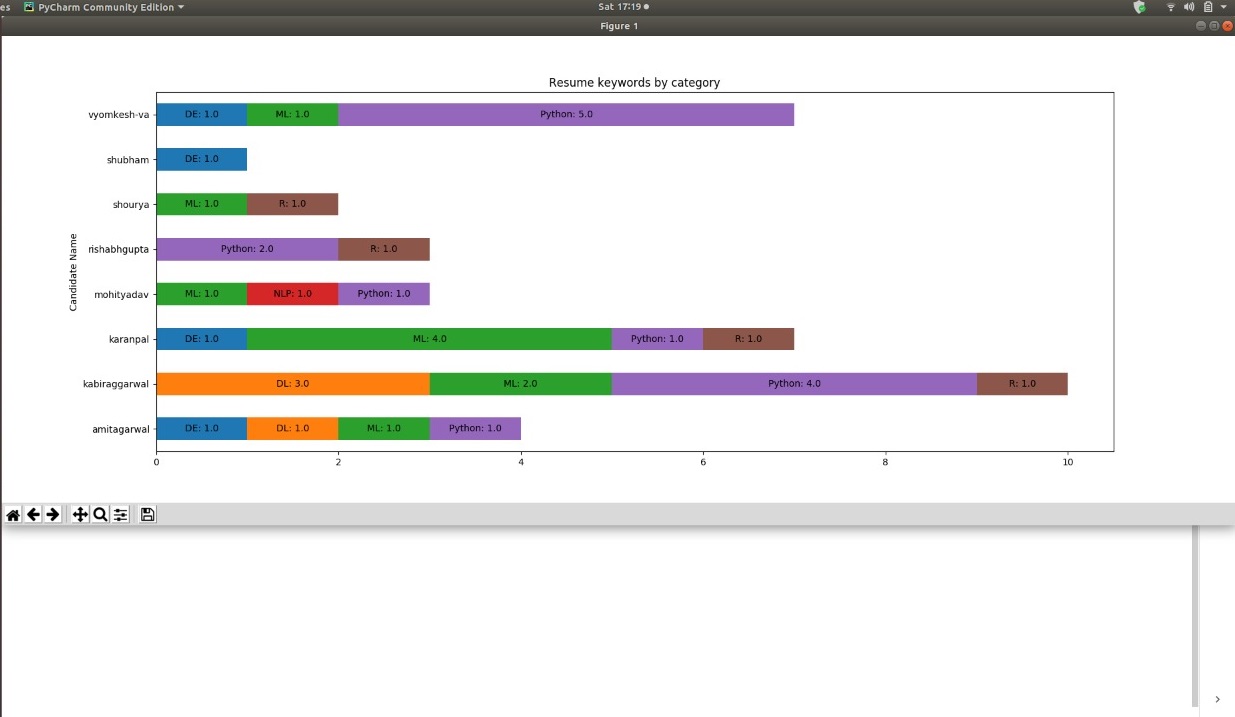 es PyCharm Community Edition Sat 17:19
Figure 1
Resume keywords by category
vyomkesh-va DE: 1.0 ML: 1.0 Python: 5.0
shubham DE: 1.0
shourya ML: 1.0 R: 1.0
rishabhgupta Python: 2.0 R: 1.0
mohityadav ML: 1.0 NLP: 1.0 Python: 1.0
karanpal DE: 1.0 ML: 4.0 Python: 1.0 R: 1.0
kabiraggarwal DL: 3.0 ML: 2.0 Python: 4.0 R: 1.0
amitagarwal DE: 1.0 DL: 1.0 ML: 1.0 Python: 1.0
0 2 4 6 8 10
Candidate Name